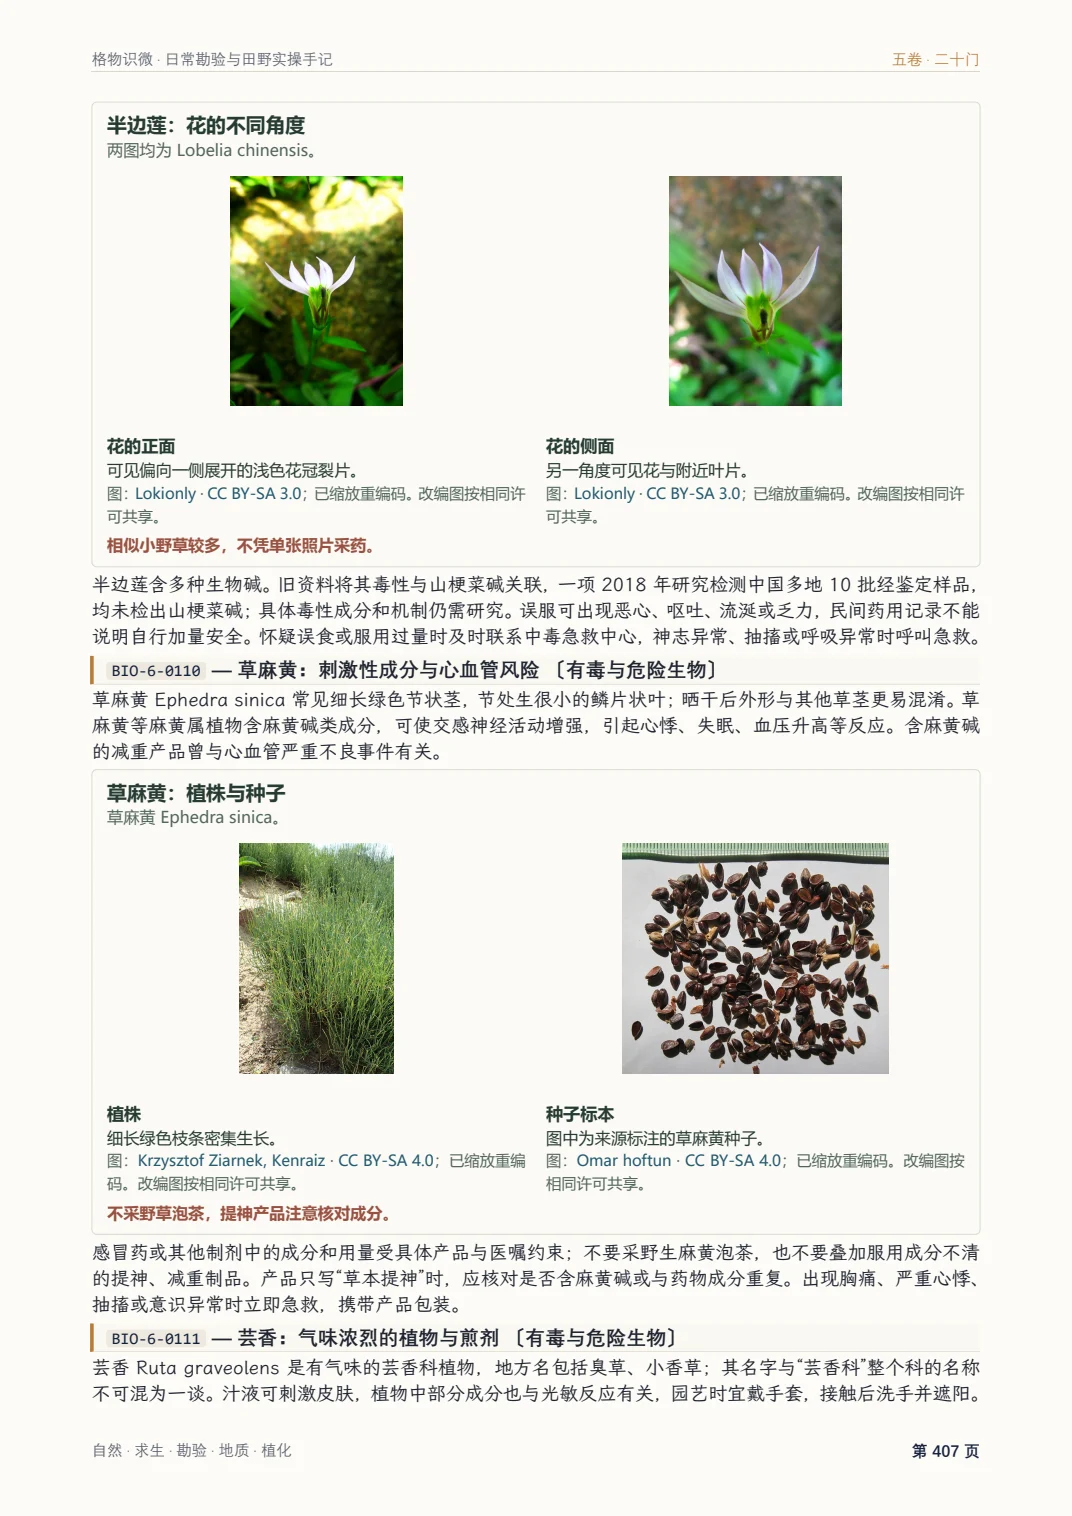 格物识微 · 日常勘验与田野实操手记
五卷 · 二十门
半边莲：花的不同角度
两图均为 Lobelia chinensis。
花的正面
可见偏向一侧展开的浅色花冠裂片。
图：Lokionly · CC BY-SA 3.0；已缩放重编码。改编图按相同许
可共享。
花的侧面
另一角度可见花与附近叶片。
图：Lokionly · CC BY-SA 3.0；已缩放重编码。改编图按相同许
可共享。
相似小野草较多，不凭单张照片采药。
半边莲含多种生物碱。旧资料将其毒性与山梗菜碱关联，一项 2018 年研究检测中国多地 10 批经鉴定样品，
均未检出山梗菜碱；具体毒性成分和机制仍需研究。误服可出现恶心、呕吐、流涎或乏力，民间药用记录不能
说明自行加量安全。怀疑误食或服用过量时及时联系中毒急救中心，神志异常、抽搐或呼吸异常时呼叫急救。
BIO-6-0110 — 草麻黄：刺激性成分与心血管风险 〔有毒与危险生物〕
草麻黄 Ephedra sinica 常见细长绿色节状茎，节处生很小的鳞片状叶；晒干后外形与其他草茎更易混淆。草
麻黄等麻黄属植物含麻黄碱类成分，可使交感神经活动增强，引起心悸、失眠、血压升高等反应。含麻黄碱
的减重产品曾与心血管严重不良事件有关。
草麻黄：植株与种子
草麻黄 Ephedra sinica。
植株
细长绿色枝条密集生长。
图：Krzysztof Ziarnek, Kenraiz · CC BY-SA 4.0；已缩放重编
码。改编图按相同许可共享。
种子标本
图中为来源标注的草麻黄种子。
图：Omar hoftun · CC BY-SA 4.0；已缩放重编码。改编图按
相同许可共享。
不采野草泡茶，提神产品注意核对成分。
感冒药或其他制剂中的成分和用量受具体产品与医嘱约束；不要采野生麻黄泡茶，也不要叠加服用成分不清
的提神、减重制品。产品只写“草本提神”时，应核对是否含麻黄碱或与药物成分重复。出现胸痛、严重心悸、
抽搐或意识异常时立即急救，携带产品包装。
BIO-6-0111 — 芸香：气味浓烈的植物与煎剂 〔有毒与危险生物〕
芸香 Ruta graveolens 是有气味的芸香科植物，地方名包括臭草、小香草；其名字与“芸香科”整个科的名称
不可混为一谈。汁液可刺激皮肤，植物中部分成分也与光敏反应有关，园艺时宜戴手套，接触后洗手并遮阳。
自然 · 求生 · 勘验 · 地质 · 植化
第 407 页